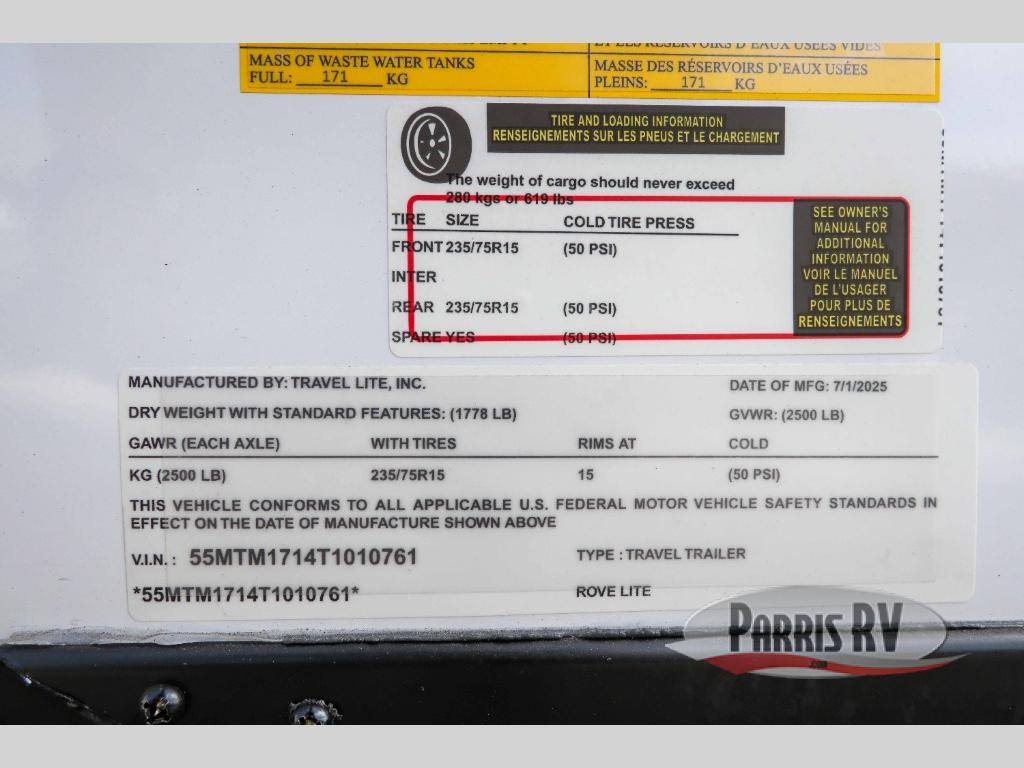 ET LES RÉSERVOIRS D'EAUX USÉES VIDES
MASS OF WASTE WATER TANKS
FULL: 171 KG
MASSE DES RÉSERVOIRS D'EAUX USÉES
PLEINS: 171 KG
TIRE AND LOADING INFORMATION
RENSEIGNEMENTS SUR LES PNEUS ET LE CHARGEMENT
The weight of cargo should never exceed
280 kgs or 619 lbs
TIRE SIZE COLD TIRE PRESS
FRONT 235/75R15 (50 PSI)
INTER
REAR 235/75R15 (50 PSI)
SPARE YES (50 PSI)
SEE OWNER'S
MANUAL FOR
ADDITIONAL
INFORMATION
VOIR LE MANUEL
DE L'USAGER
POUR PLUS DE
RENSEIGNEMENTS
MANUFACTURED BY: TRAVEL LITE, INC. DATE OF MFG: 7/1/2025
DRY WEIGHT WITH STANDARD FEATURES: (1778 LB) GVWR: (2500 LB)
GAWR (EACH AXLE) WITH TIRES RIMS AT COLD
KG (2500 LB) 235/75R15 15 (50 PSI)
THIS VEHICLE CONFORMS TO ALL APPLICABLE U.S. FEDERAL MOTOR VEHICLE SAFETY STANDARDS IN
EFFECT ON THE DATE OF MANUFACTURE SHOWN ABOVE
V.I.N. : 55MTM1714T1010761 TYPE : TRAVEL TRAILER
*55MTM1714T1010761* ROVE LITE
PARRIS RV
.com